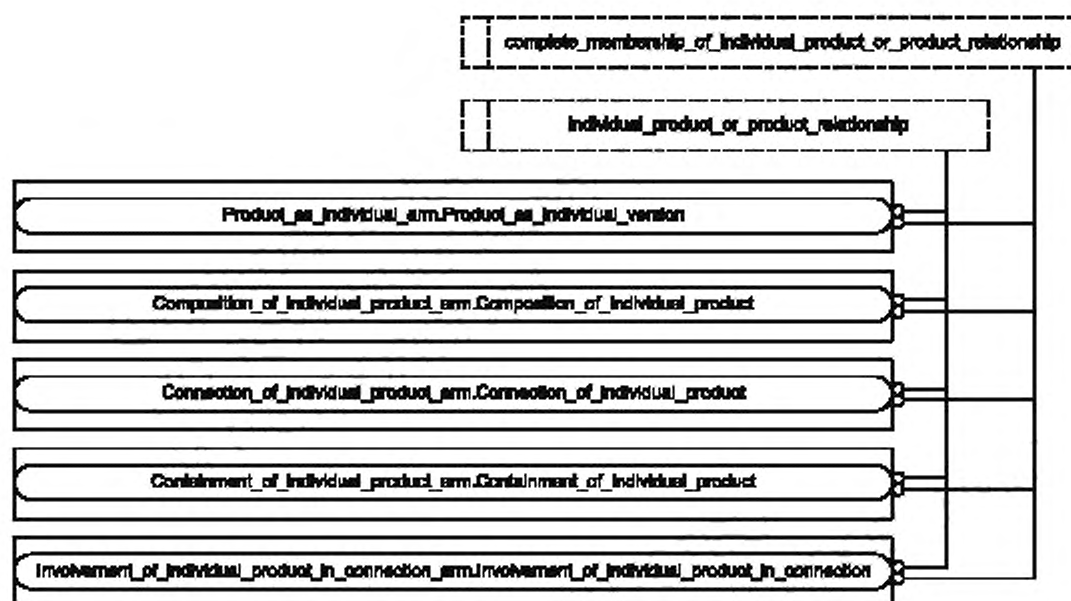 complete_membership_of_individual_product_or_product_relationship
individual_product_or_product_relationship
Product_as_individual_arm.Product_as_individual_version
Composition_of_individual_product_arm.Composition_of_individual_product
Connection_of_individual_product_arm.Connection_of_individual_product
Containment_of_individual_product_arm.Containment_of_individual_product
Involvement_of_individual_product_in_connection_arm.Involvement_of_individual_product_in_connection